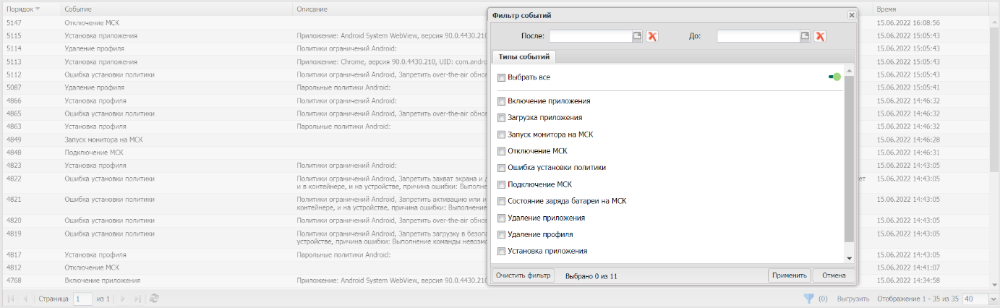 Порядок Событие Описание Время
5147 Отключение МСК 15.06.2022 16:08:56
5115 Установка приложения Приложение: Android System WebView, версия 90.0.4430.210 15.06.2022 15:05:43
5114 Удаление профиля Политики ограничений Android: 15.06.2022 15:05:43
5113 Установка приложения Приложение: Chrome, версия 90.0.4430.210, UID: com.andro 15.06.2022 15:05:43
5112 Ошибка установки политики Политики ограничений Android, Запретить over-the-air обнов 15.06.2022 15:05:43
5087 Удаление профиля Парольные политики Android: 15.06.2022 15:05:41
4866 Установка профиля Политики ограничений Android: 15.06.2022 14:46:32
4865 Ошибка установки политики Политики ограничений Android, Запретить over-the-air обнов 15.06.2022 14:46:32
4863 Установка профиля Парольные политики Android: 15.06.2022 14:46:32
4849 Запуск монитора на МСК 15.06.2022 14:46:28
4848 Подключение МСК 15.06.2022 14:46:31
4823 Установка профиля Политики ограничений Android: 15.06.2022 14:43:05
4822 Ошибка установки политики Политики ограничений Android, Запретить захват экрана и д ет 15.06.2022 14:43:05
и в контейнере, и на устройстве, причина ошибки: Выполнен
4821 Ошибка установки политики Политики ограничений Android, Запретить активацию или и 15.06.2022 14:43:05
контейнере, и на устройстве, причина ошибки: Выполнение
4820 Ошибка установки политики Политики ограничений Android, Запретить over-the-air обнов 15.06.2022 14:43:05
4819 Ошибка установки политики Политики ограничений Android, Запретить загрузку в безопа 15.06.2022 14:43:05
устройстве, причина ошибки: Выполнение команды невозмо
4817 Установка профиля Парольные политики Android: 15.06.2022 14:43:05
4812 Отключение МСК 15.06.2022 14:41:07
4768 Включение приложения Приложение: Android System WebView, версия 90.0.4430.210 15.06.2022 14:34:58
Страница 1 из 1 (0) Выгрузить Отображение 1 - 35 из 35 40
Фильтр событий
После: До:
Типы событий
Выбрать все
Включение приложения
Загрузка приложения
Запуск монитора на МСК
Отключение МСК
Ошибка установки политики
Подключение МСК
Состояние заряда батареи на МСК
Удаление приложения
Удаление профиля
Установка приложения
Очистить фильтр Выбрано 0 из 11 Применить Отмена